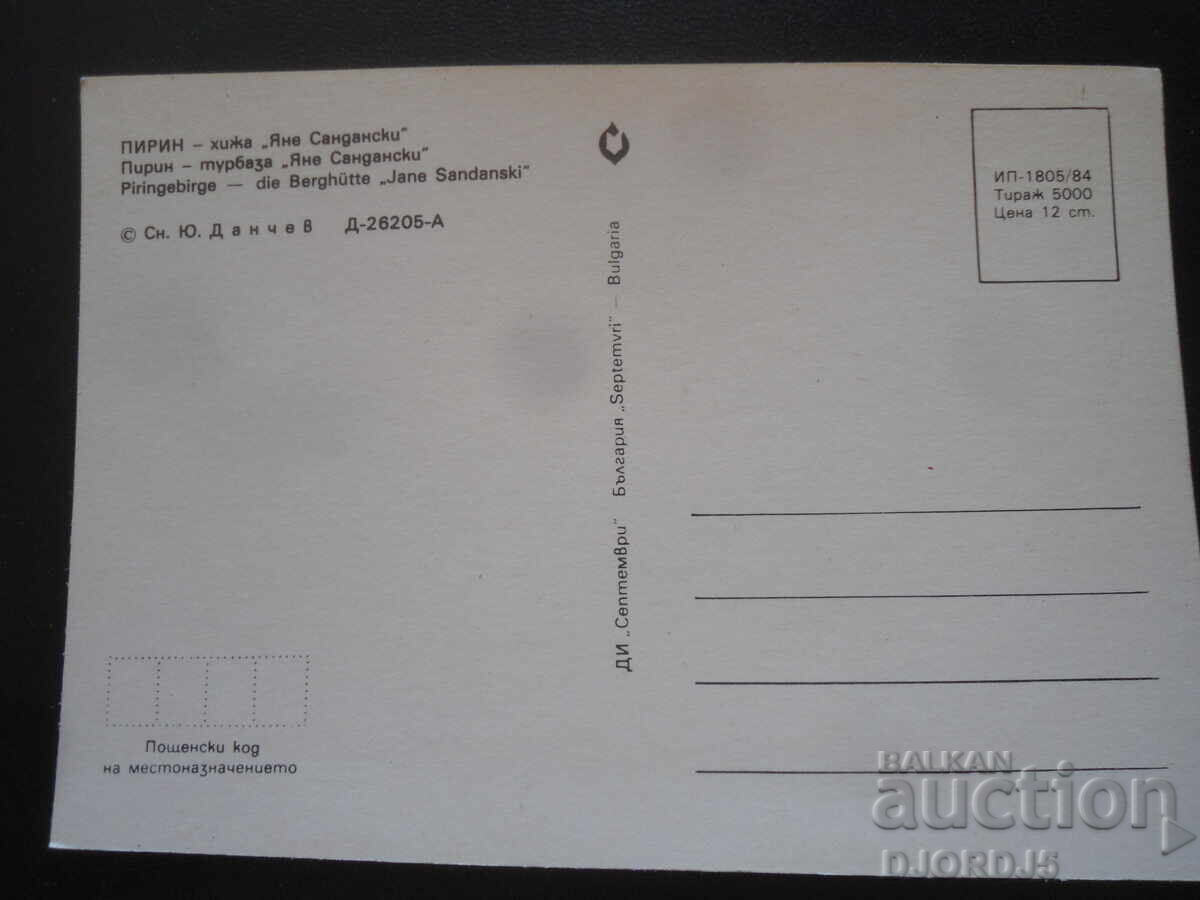 ПИРИН – хижа „Яне Сандански“
Пирин – турбаза „Яне Сандански“
Piringebirge — die Berghütte „Jane Sandanski“
© Сн. Ю. Данчев Д-26205-А
ДИ „Септември“ България „Septemvri“ — Bulgaria
ИП-1805/84
Тираж 5000
Цена 12 ст.
Пощенски код
на местоназначението
BALKAN
auction
DJORDJ5